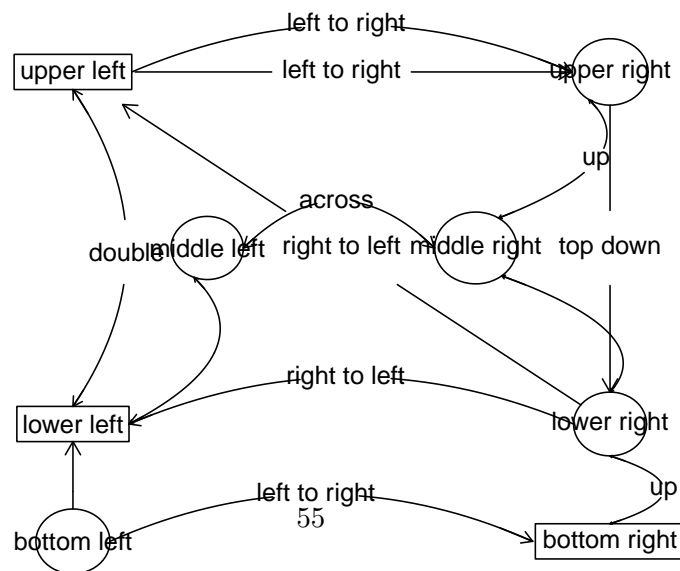 left to right
upper left
left to right
upper right
up
across
double
middle left
right to left
middle right
top down
right to left
lower left
lower right
left to right
up
55
bottom left
bottom right